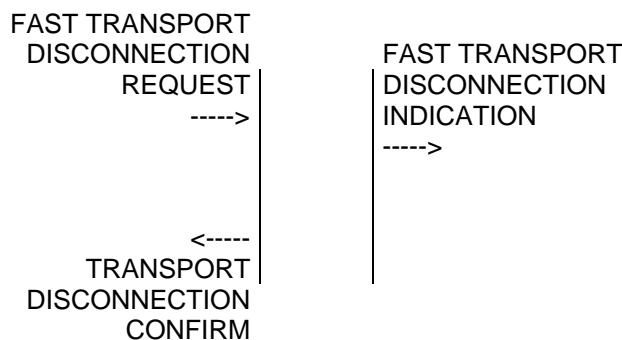 FAST TRANSPORT
DISCONNECTION
REQUEST
----->
FAST TRANSPORT
DISCONNECTION
INDICATION
----->
<-----
TRANSPORT
DISCONNECTION
CONFIRM